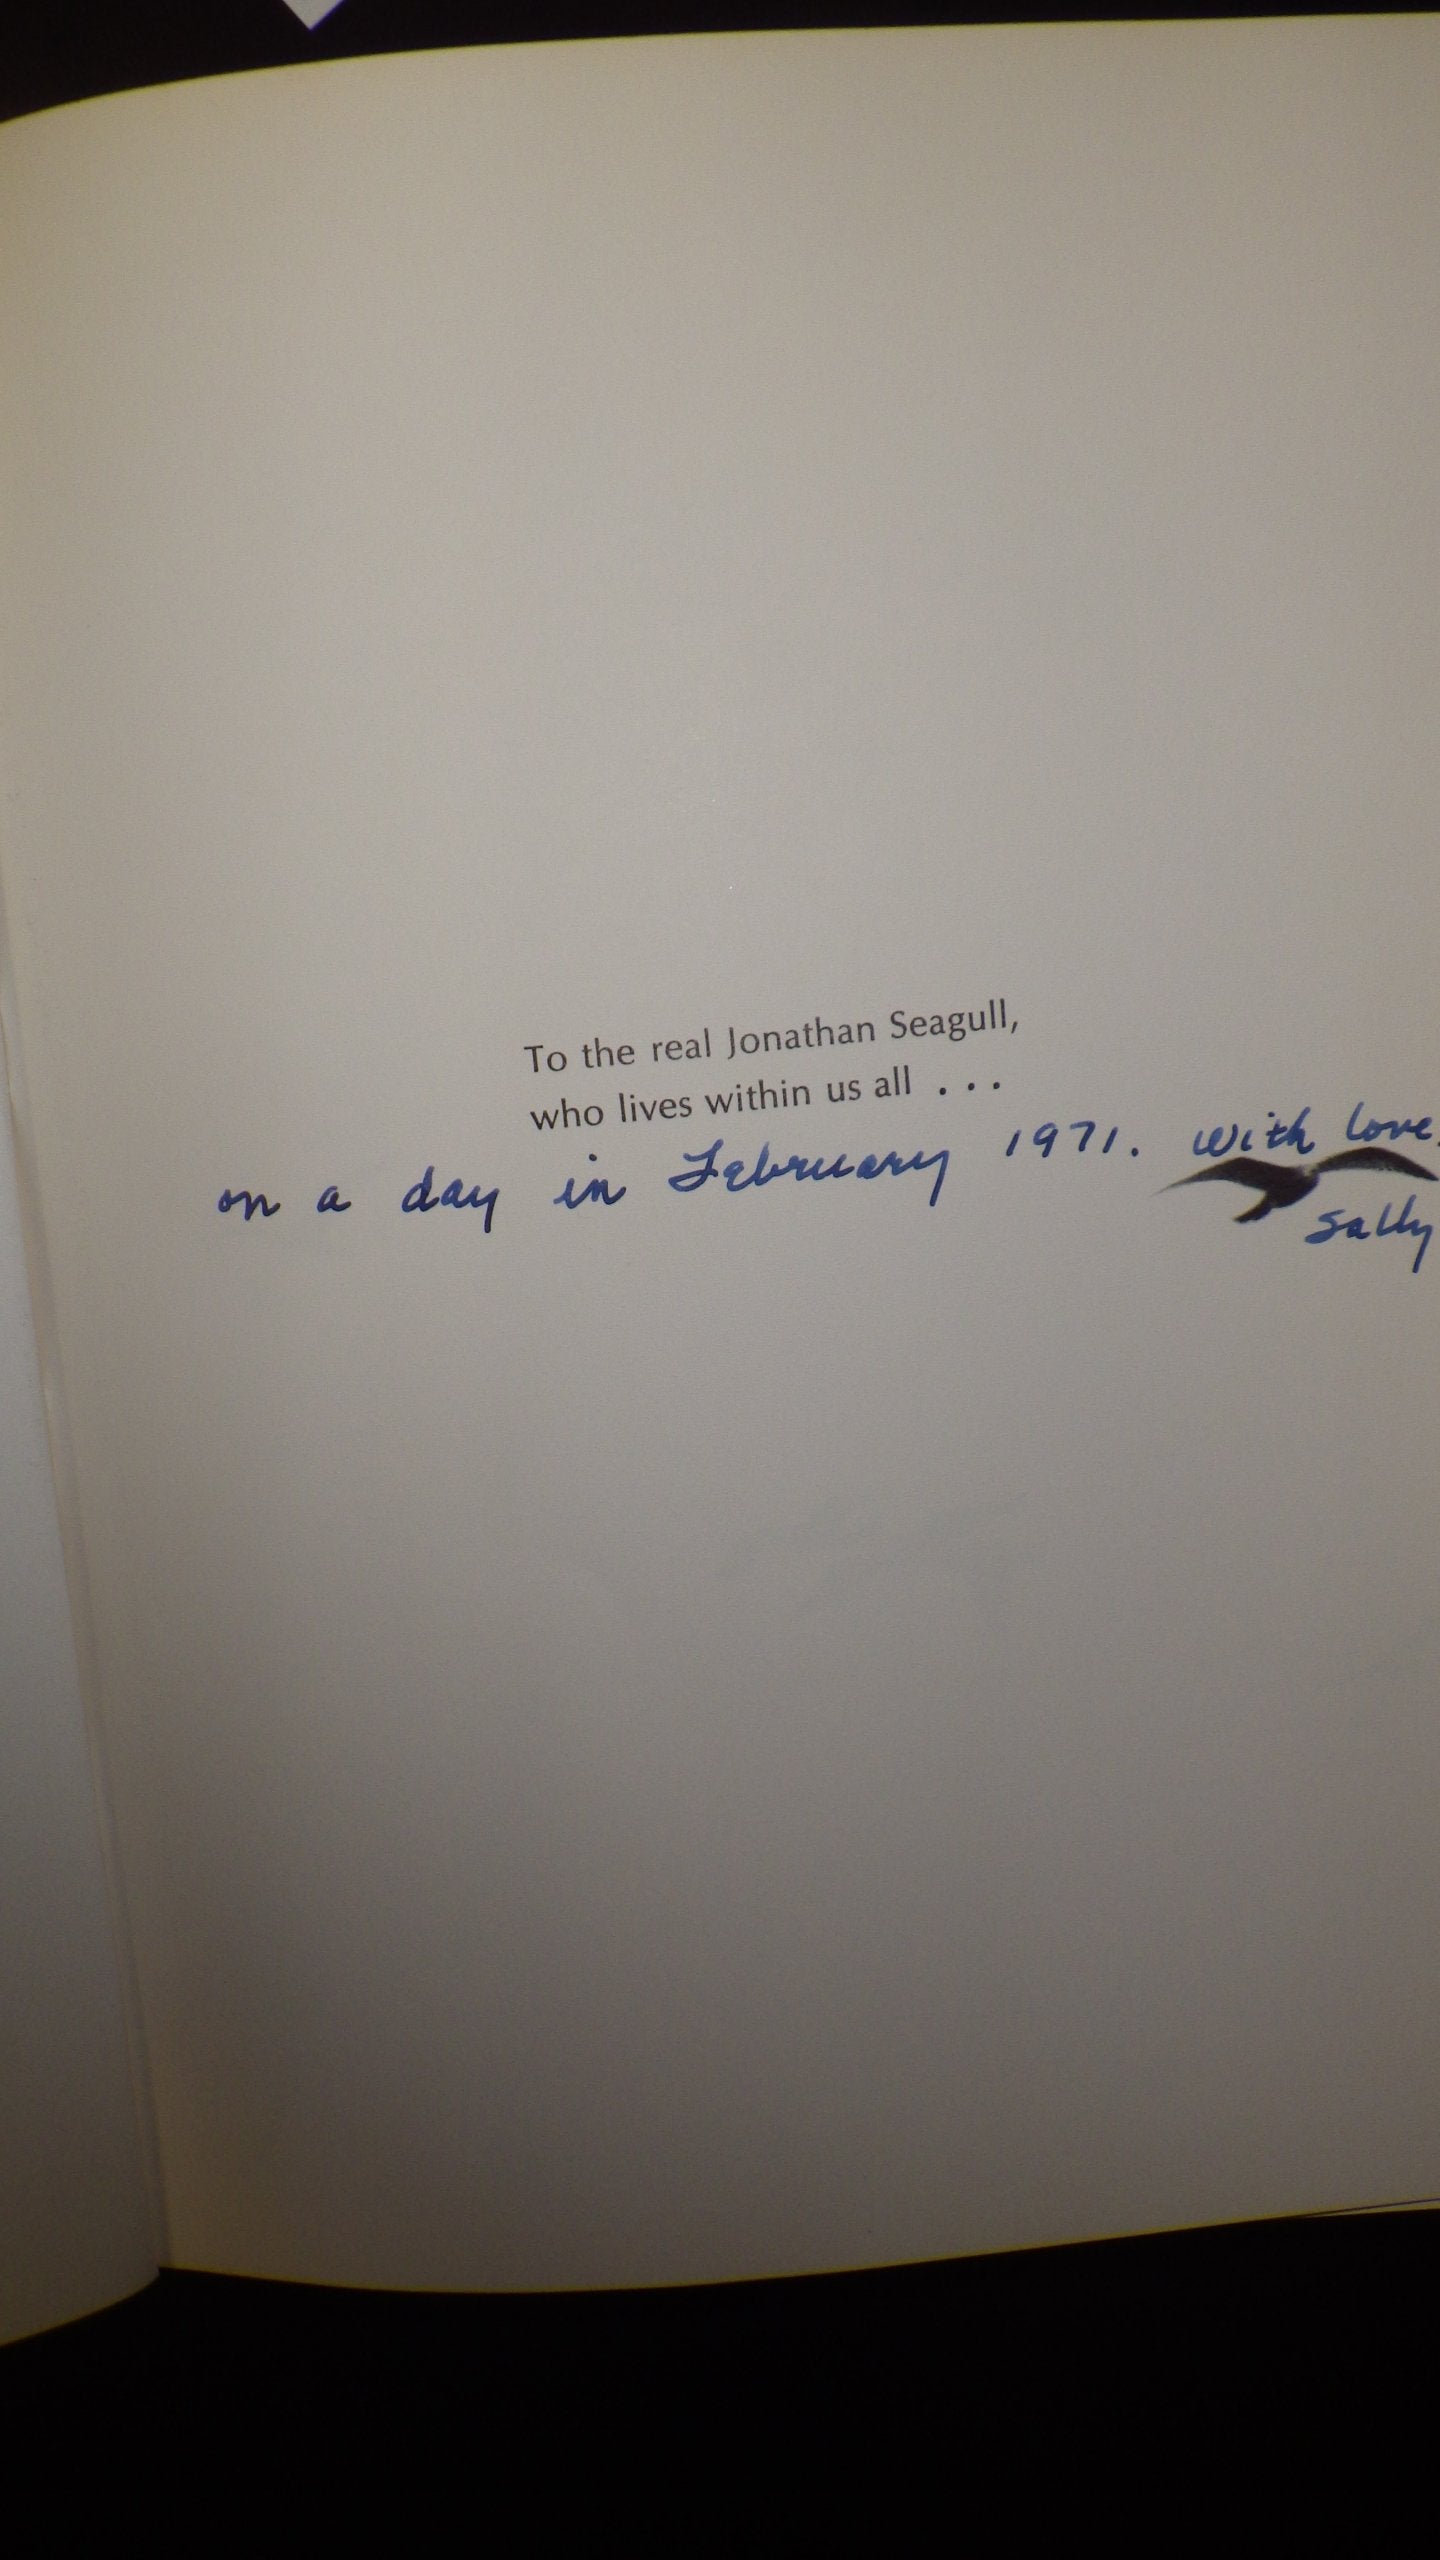 To the real Jonathan Seagull,
who lives within us all . . .
on a day in February 1971. With love,
Sally